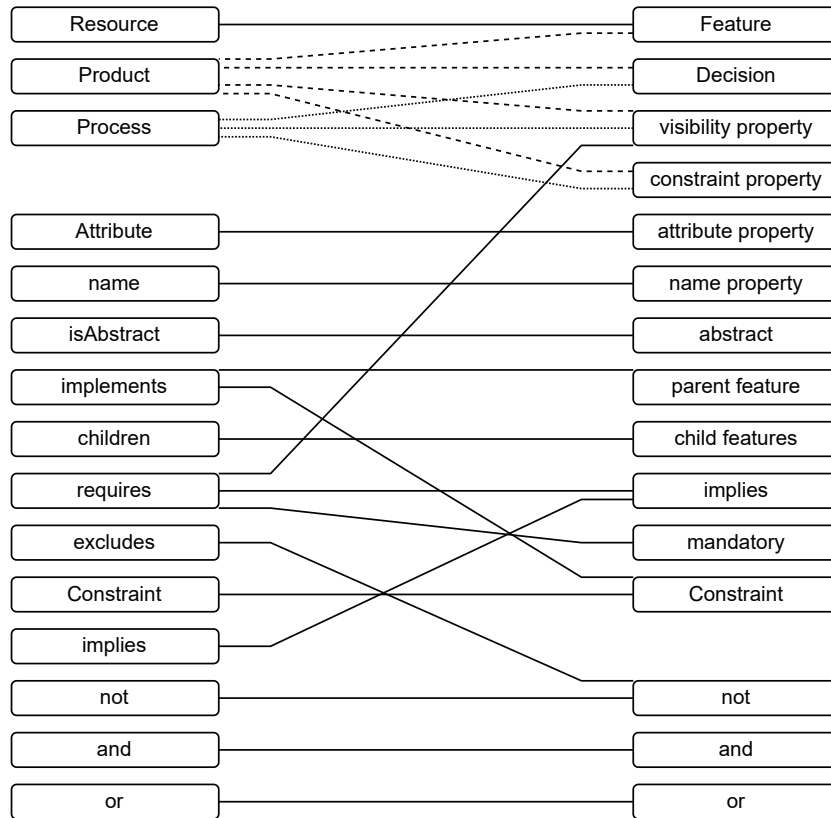 Resource
Feature
Product
Decision
Process
visibility property
constraint property
Attribute
attribute property
name
name property
isAbstract
abstract
implements
parent feature
children
child features
requires
implies
excludes
mandatory
Constraint
Constraint
implies
not
not
and
and
or
or